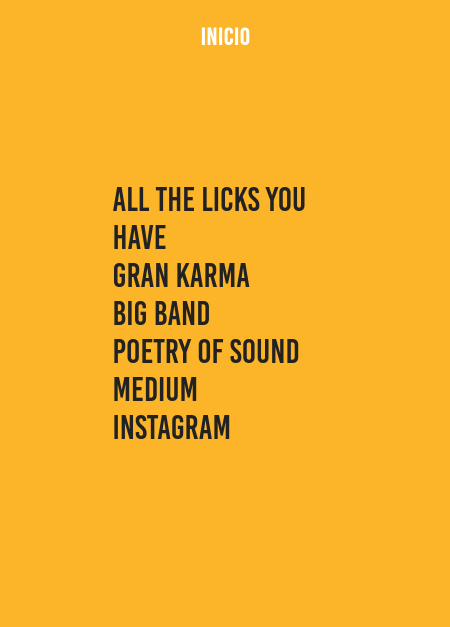 INICIO
ALL THE LICKS YOU
HAVE
GRAN KARMA
BIG BAND
POETRY OF SOUND
MEDIUM
INSTAGRAM